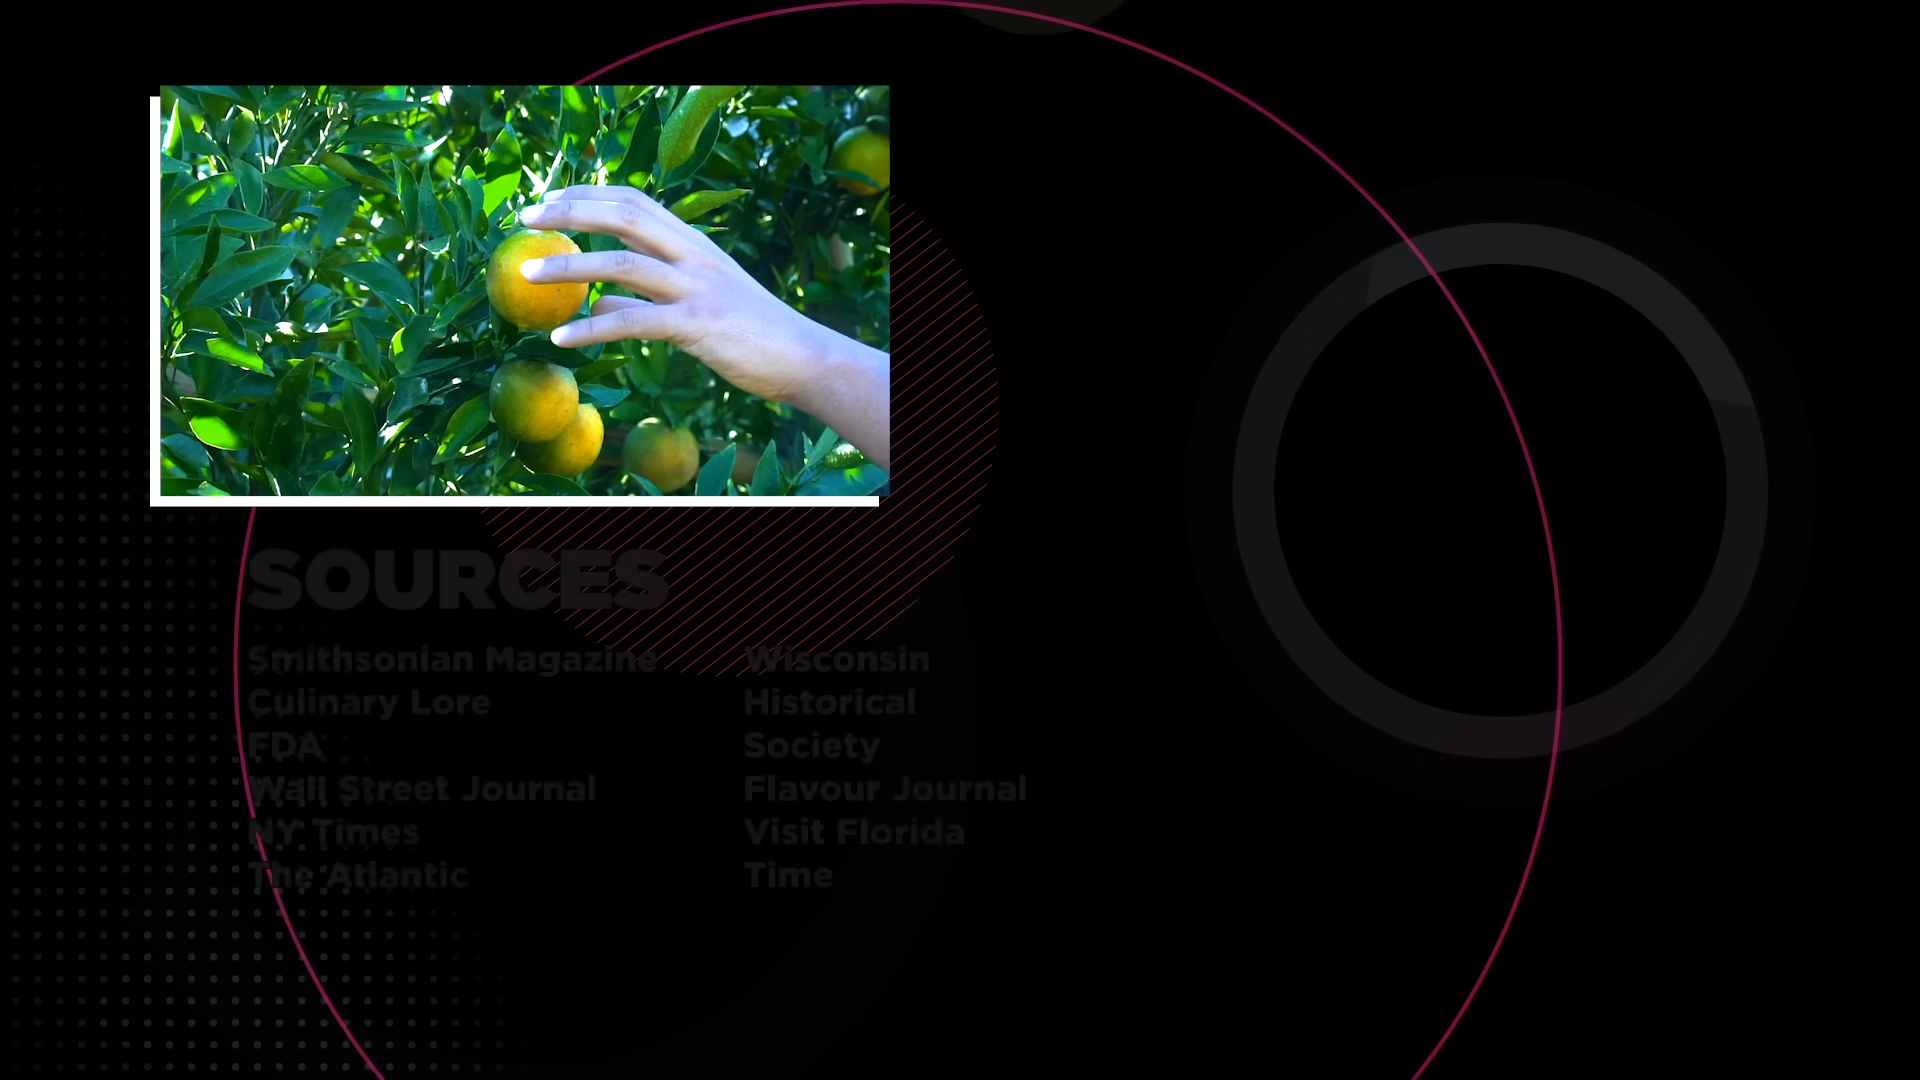 SOURCES
Smithsonian Magazine
Culinary Lore
FDA
Wall Street Journal
NY Times
The Atlantic
Wisconsin
Historical
Society
Flavour Journal
Visit Florida
Time